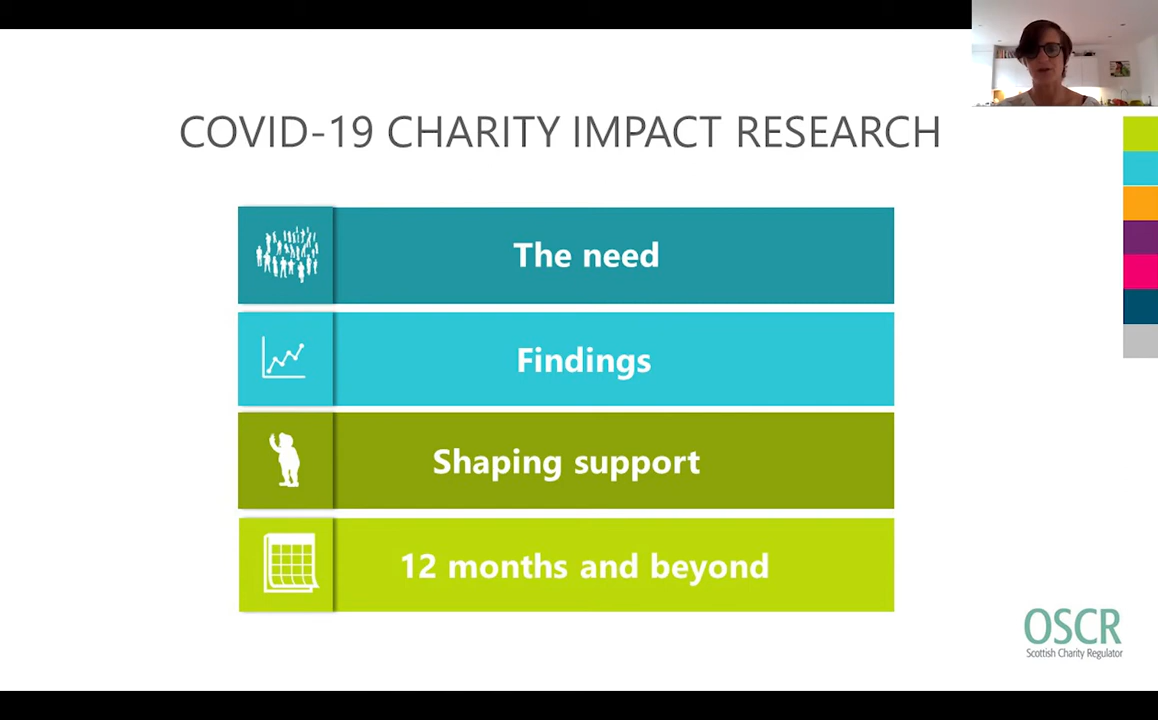 COVID-19 CHARITY IMPACT RESEARCH
The need
Findings
Shaping support
12 months and beyond
OSCR
Scottish Charity Regulator